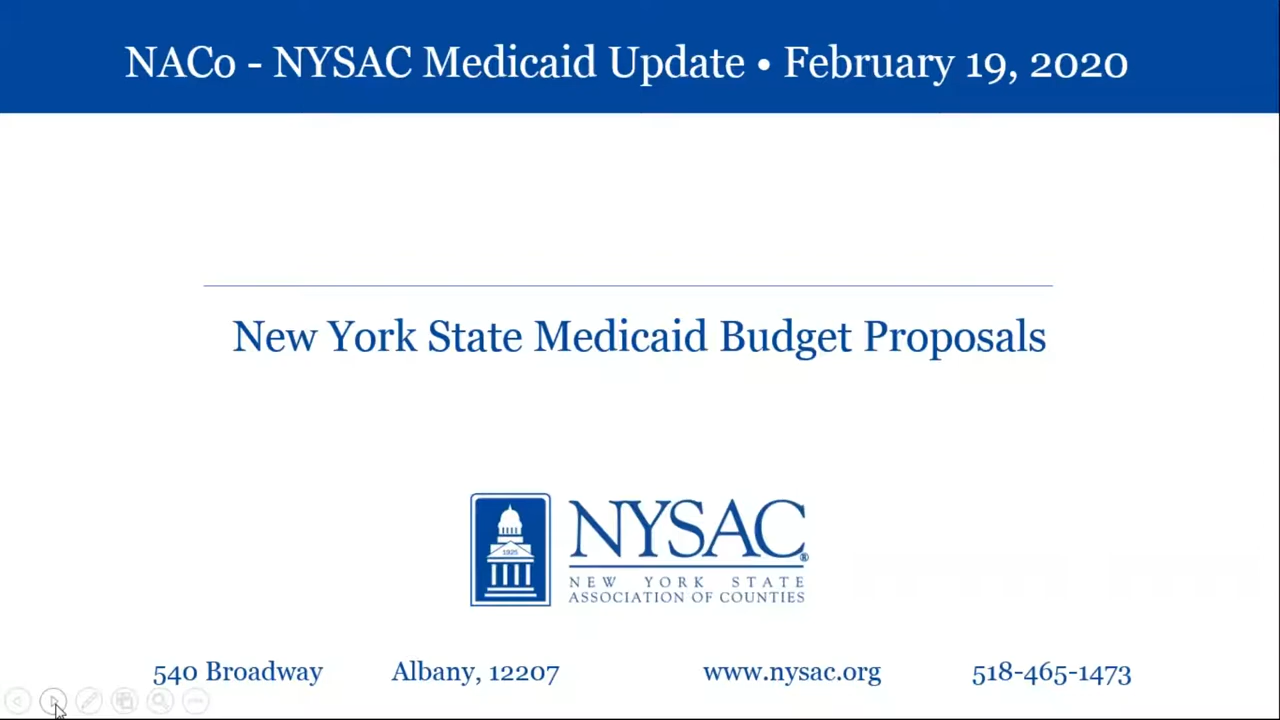 NACo - NYSAC Medicaid Update • February 19, 2020
New York State Medicaid Budget Proposals
1925
NYSAC®
NEW YORK STATE
ASSOCIATION OF COUNTIES
540 Broadway Albany, 12207 www.nysac.org 518-465-1473